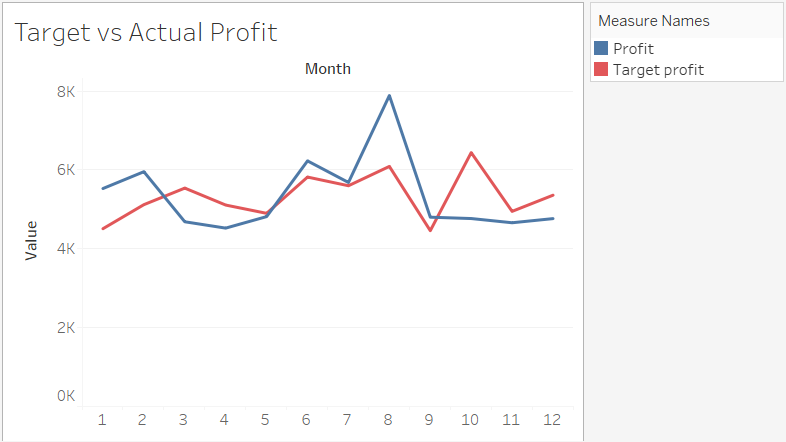 Target vs Actual Profit
Measure Names
Profit
Target profit
Month
8K
6K
4K
2K
0K
Value
1 2 3 4 5 6 7 8 9 10 11 12